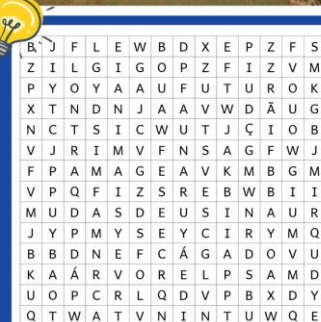 B J F L E W B D X E P Z F S
Z I L G I G O P Z F I Z V M
P Y O Y A A U F U T U R O K
X T N D N J A A V W D Ã U G
N C T S I C W U T J Ç I O B
V J R I M V F N S A G F W J
F P A M A G E A V K M B G M
V P Q F I Z S R E B W B I I
M U D A S D E U S I N A U R
J Y P M Y S E Y C I R Y M Q
B B D N E F C Á G A D O V U
K A Á R V O R E L P S A M D
U O P C R L Q D V P B X D Y
Q T W A T V N I N T U W Q E